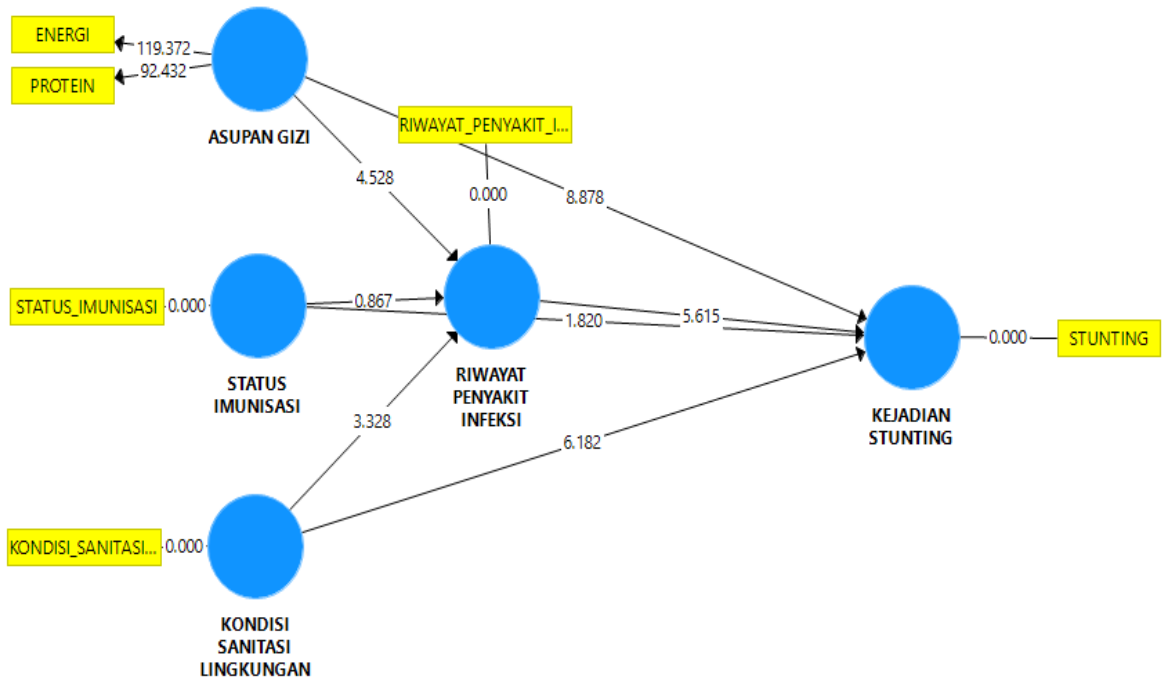 ENERGI
119.372
PROTEIN
92.432
ASUPAN GIZI
RIWAYAT_PENYAKIT_I...
4.528
0.000
8.878
STATUS_IMUNISASI
0.000
0.867
5.615
1.820
0.000
STUNTING
STATUS
IMUNISASI
RIWAYAT
PENYAKIT
INFEKSI
KEJADIAN
STUNTING
3.328
6.182
KONDISI_SANITASI...
0.000
KONDISI
SANITASI
LINGKUNGAN